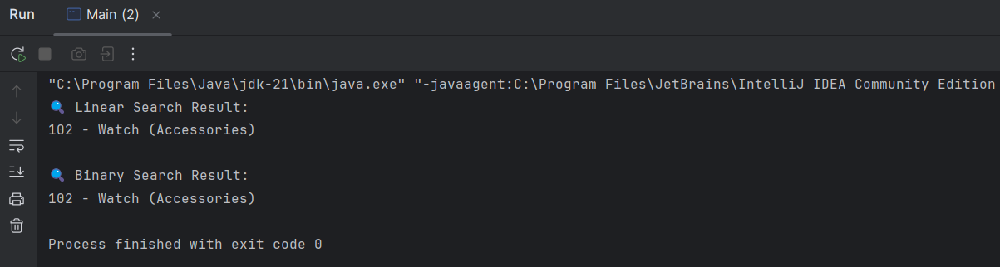 Run Main (2)
"C:\Program Files\Java\jdk-21\bin\java.exe" "-javaagent:C:\Program Files\JetBrains\IntelliJ IDEA Community Edition
🔍 Linear Search Result:
102 - Watch (Accessories)
🔍 Binary Search Result:
102 - Watch (Accessories)
Process finished with exit code 0